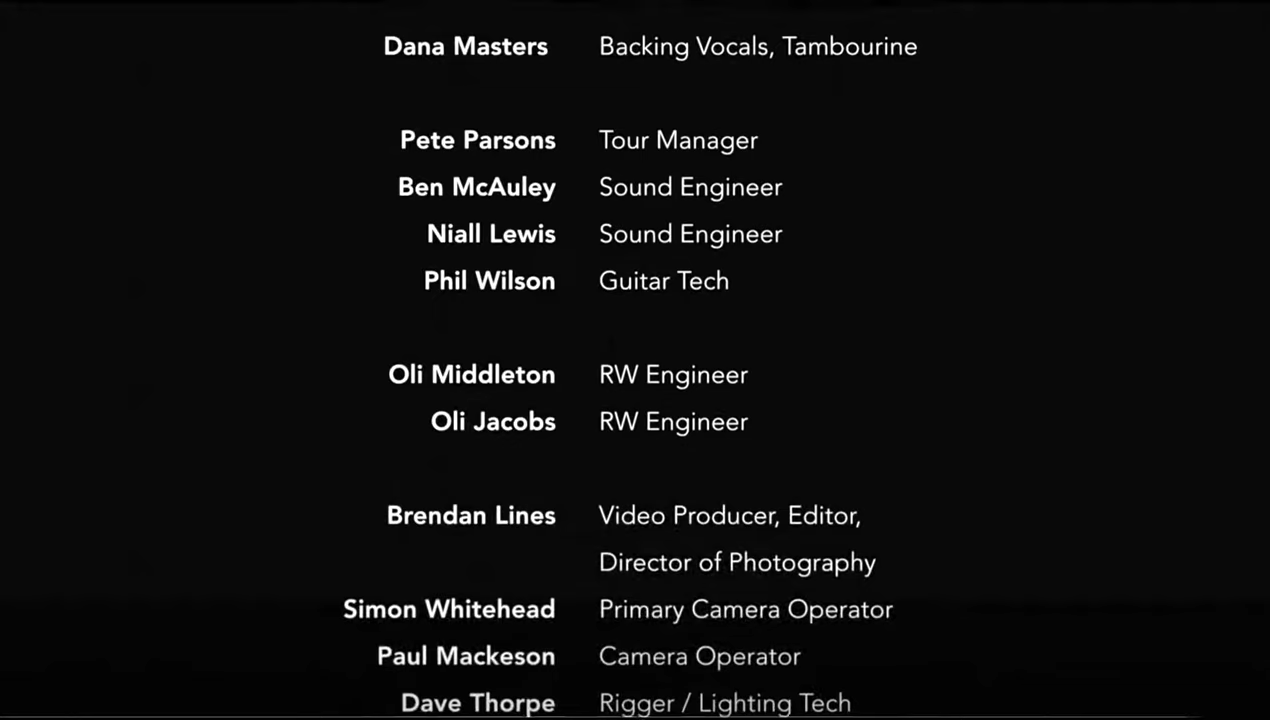 Dana Masters Backing Vocals, Tambourine
Pete Parsons Tour Manager
Ben McAuley Sound Engineer
Niall Lewis Sound Engineer
Phil Wilson Guitar Tech
Oli Middleton RW Engineer
Oli Jacobs RW Engineer
Brendan Lines Video Producer, Editor,
Director of Photography
Simon Whitehead Primary Camera Operator
Paul Mackeson Camera Operator
Dave Thorpe Rigger / Lighting Tech